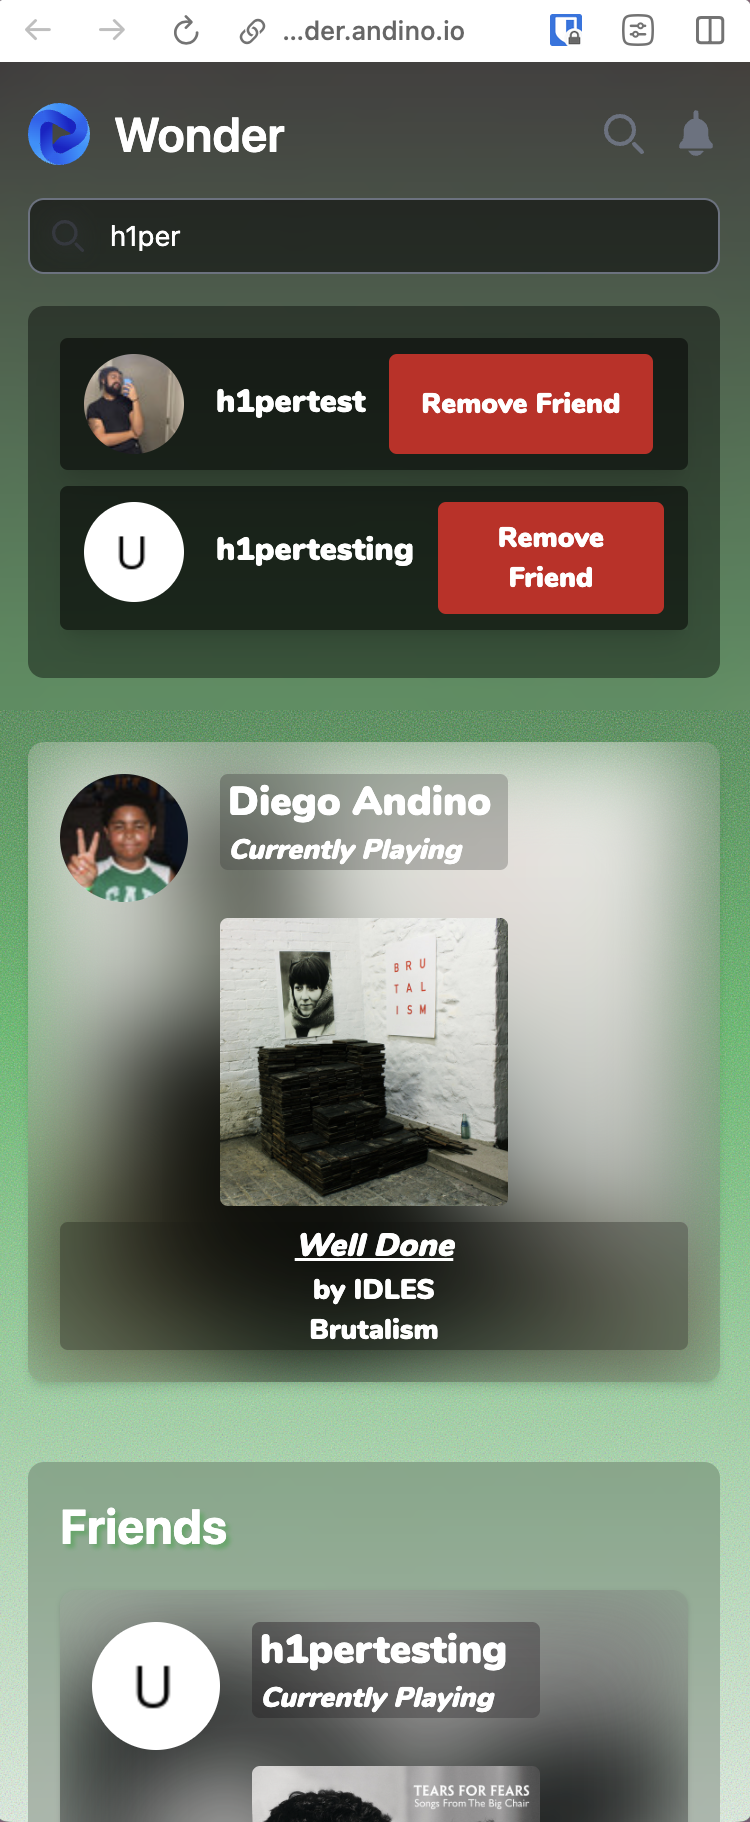 ...der.andino.io
Wonder
h1per
h1pertest
Remove Friend
U
h1pertesting
Remove
Friend
Diego Andino
Currently Playing
BRU
TAL
ISM
Well Done
by IDLES
Brutalism
Friends
U
h1pertesting
Currently Playing
TEARS FOR FEARS
Songs From The Big Chair